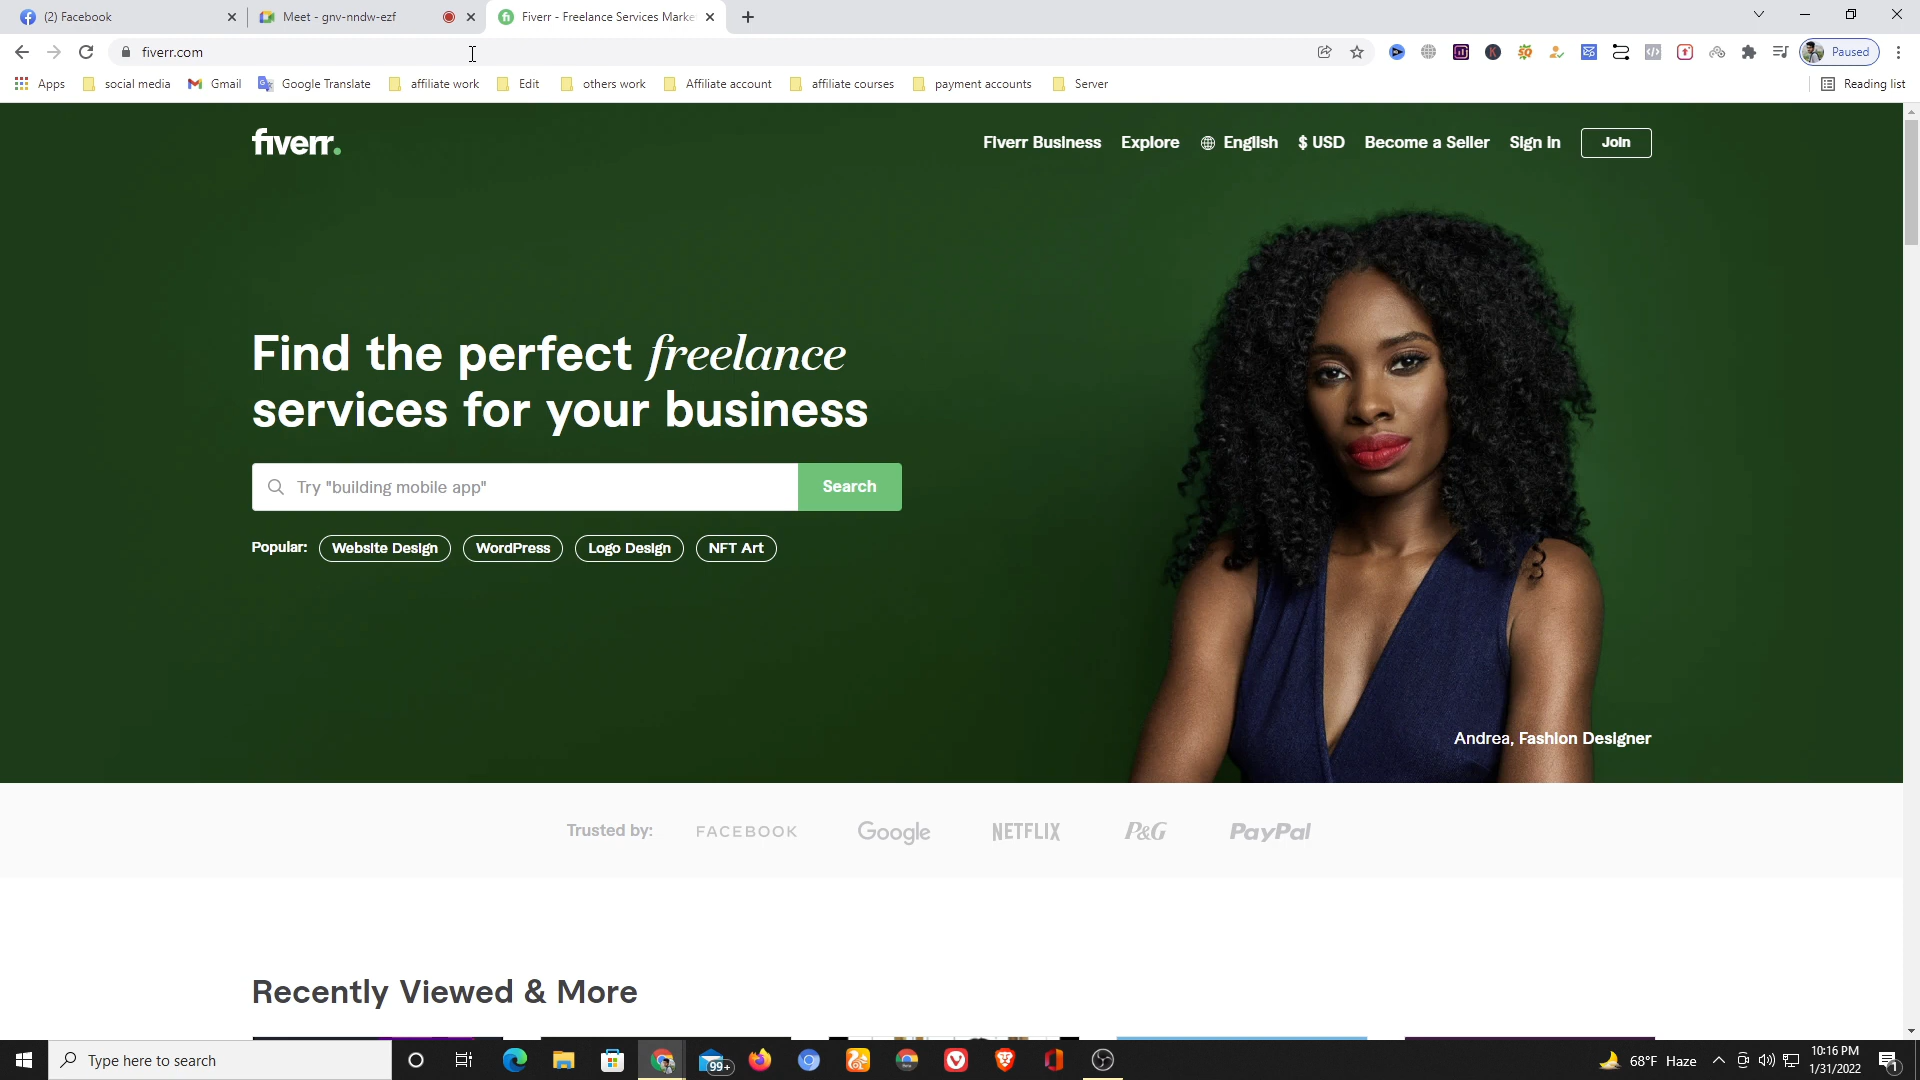 (2) Facebook
Meet - gnv-nndw-ezf
Fiverr - Freelance Services Marke
fiverr.com
Paused
Apps
social media
Gmail
Google Translate
affiliate work
Edit
others work
Affiliate account
affiliate courses
payment accounts
Server
Reading list
fiverr.
Fiverr Business
Explore
English
$ USD
Become a Seller
Sign in
Join
Find the perfect freelance
services for your business
Try "building mobile app"
Search
Popular:
Website Design
WordPress
Logo Design
NFT Art
Andrea, Fashion Designer
Trusted by:
FACEBOOK
Google
NETFLIX
P&G
PayPal
Recently Viewed & More
Type here to search
99+
68°F Haze
10:16 PM
1/31/2022
1